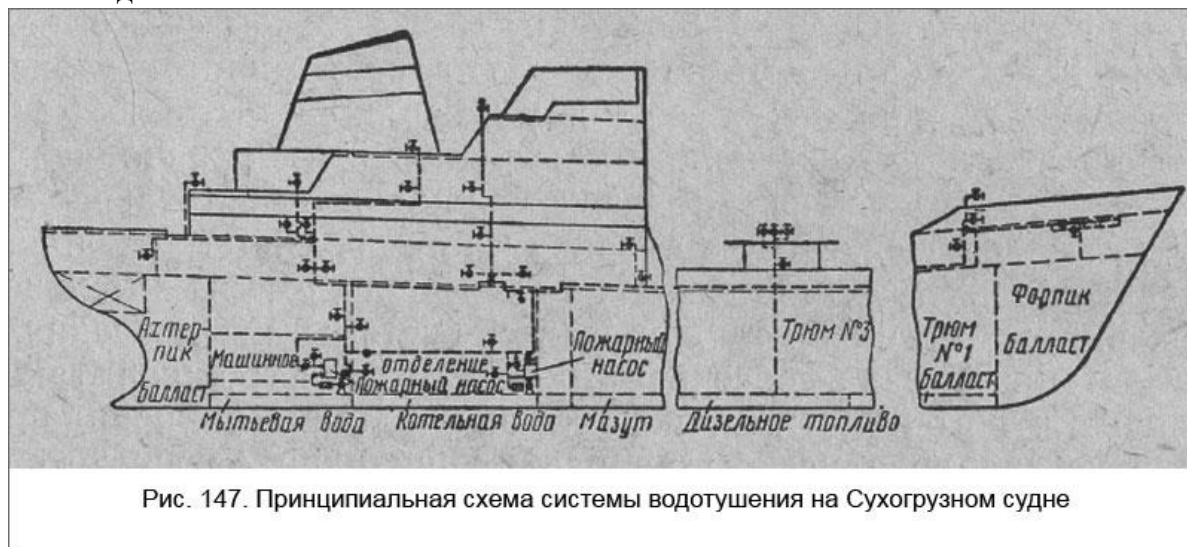 Ахтер-
пик
балласт
Машинное
отделение
Пожарный насос
Пожарный
насос
Трюм №3
Трюм
№1
балласт
Форпик
балласт
Мытьевая вода
Котельная вода
Мазут
Дизельное топливо
Рис. 147. Принципиальная схема системы водотушения на Сухогрузном судне